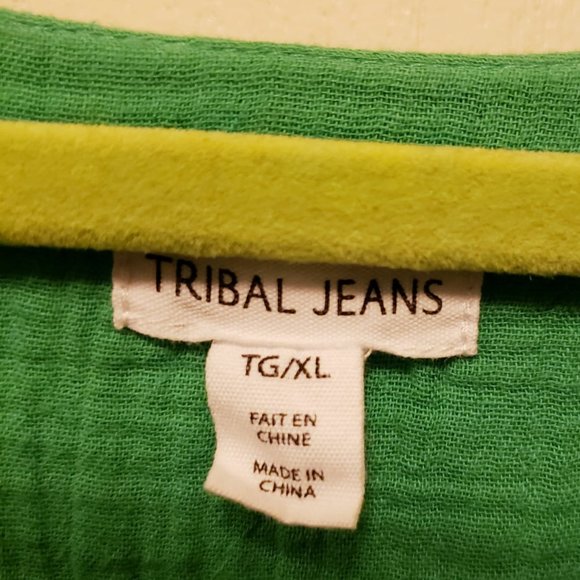 TRIBAL JEANS
TG/XL
FAIT EN
CHINE
MADE IN
CHINA